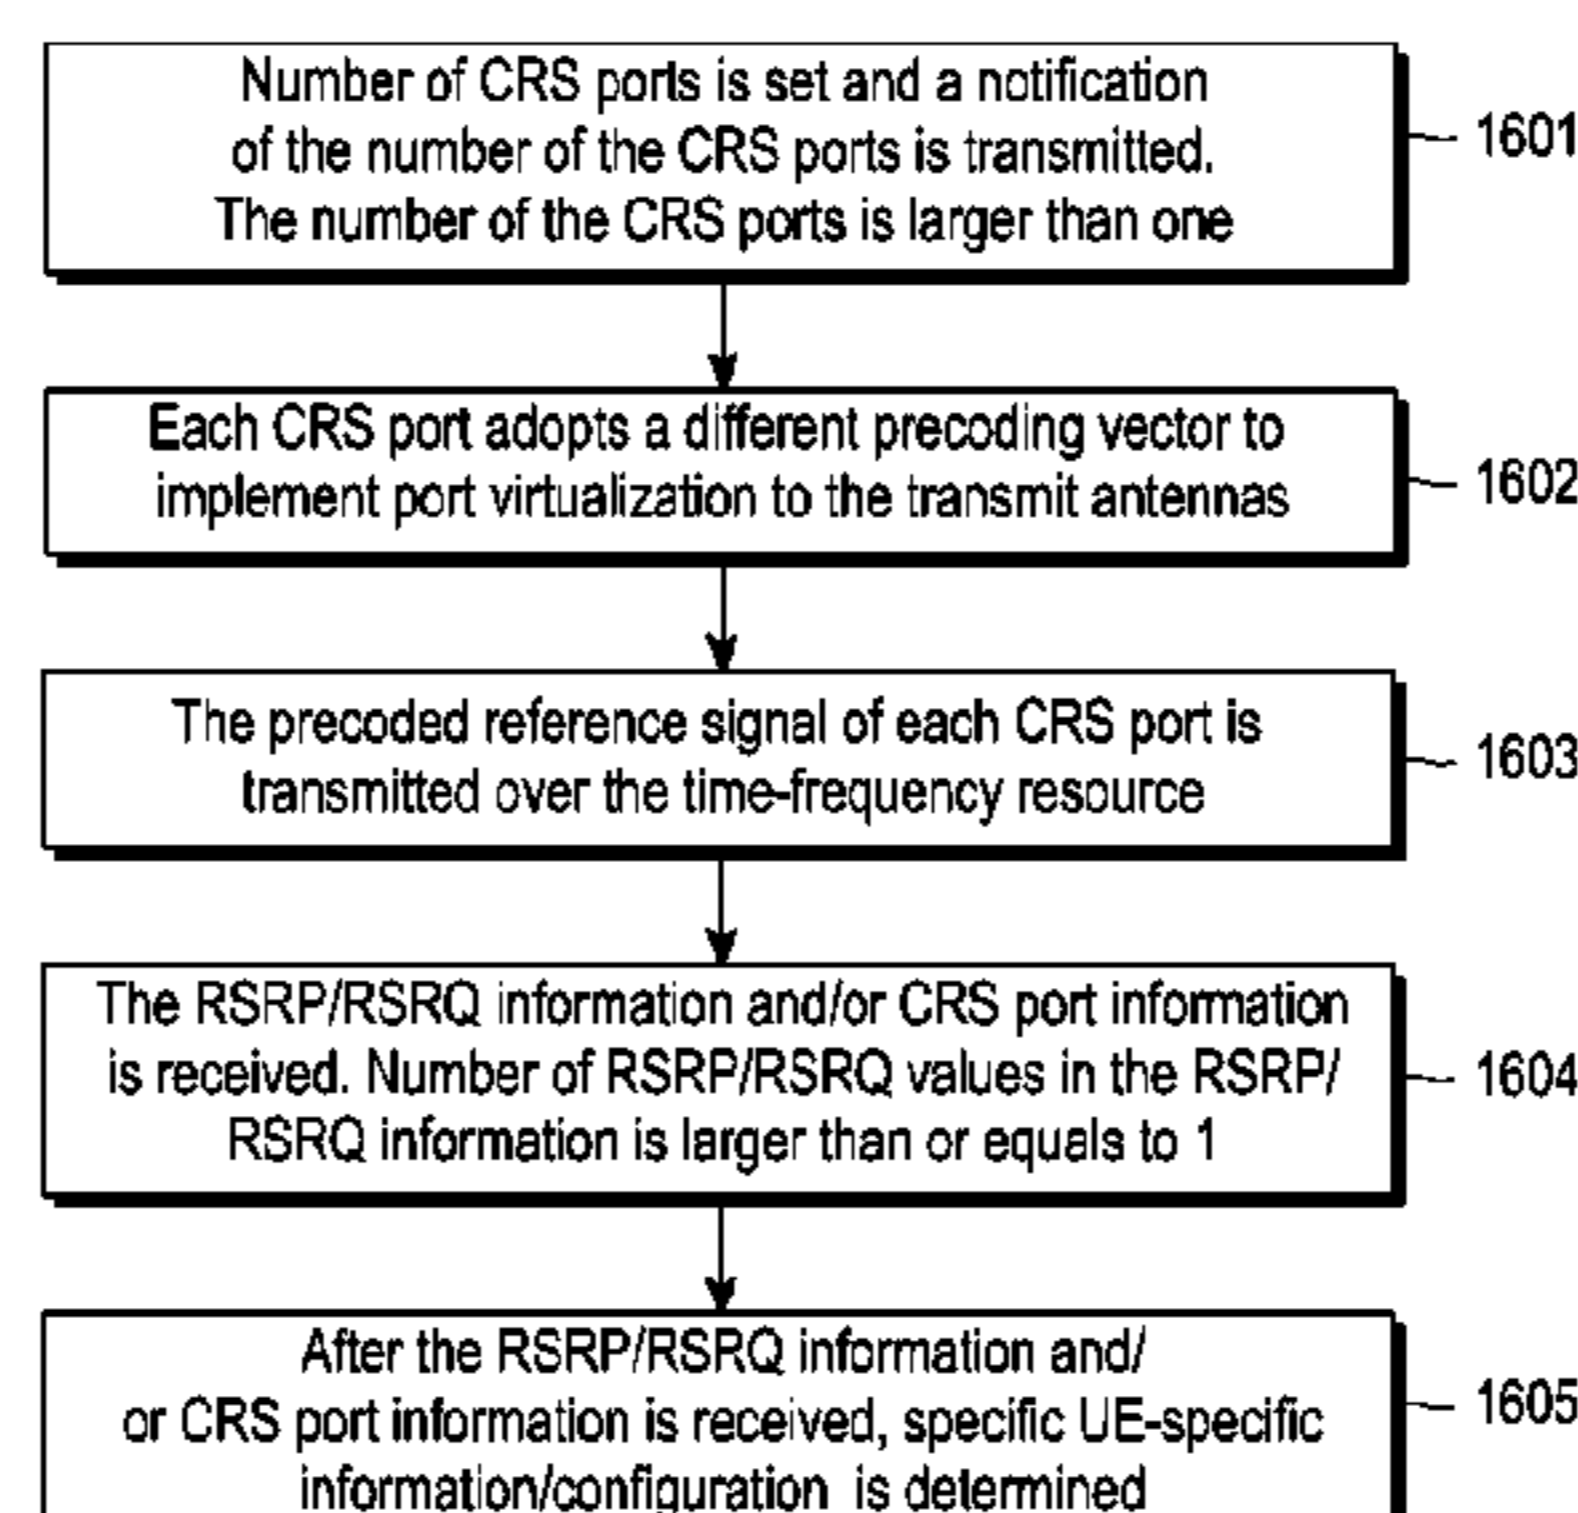 Number of CRS ports is set and a notification
of the number of the CRS ports is transmitted.
The number of the CRS ports is larger than one
1601
Each CRS port adopts a different precoding vector to
implement port virtualization to the transmit antennas
1602
The precoded reference signal of each CRS port is
transmitted over the time-frequency resource
1603
The RSRP/RSRQ information and/or CRS port information
is received. Number of RSRP/RSRQ values in the RSRP/
RSRQ information is larger than or equals to 1
1604
After the RSRP/RSRQ information and/
or CRS port information is received, specific UE-specific
information/configuration is determined
1605